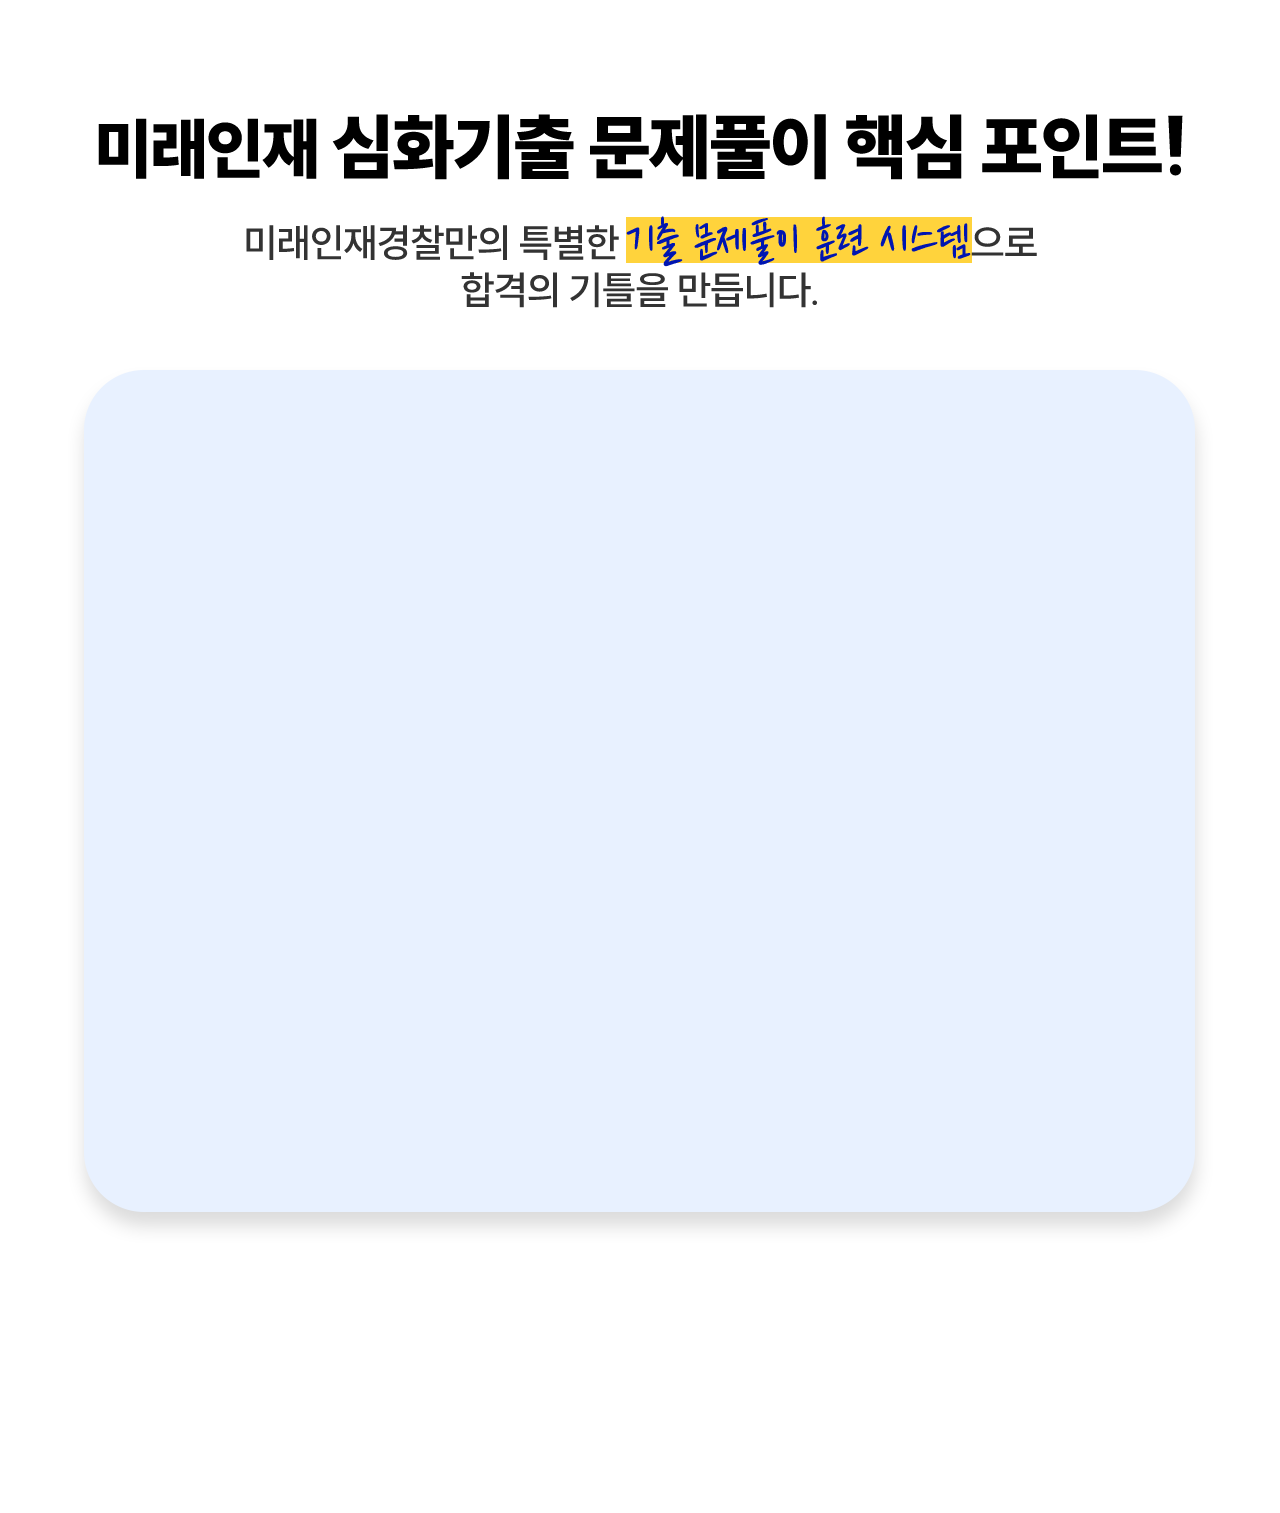 미래인재 심화기출 문제풀이 핵심 포인트!
미래인재경찰만의 특별한 기출 문제풀이 훈련 시스템으로
합격의 기틀을 만듭니다.